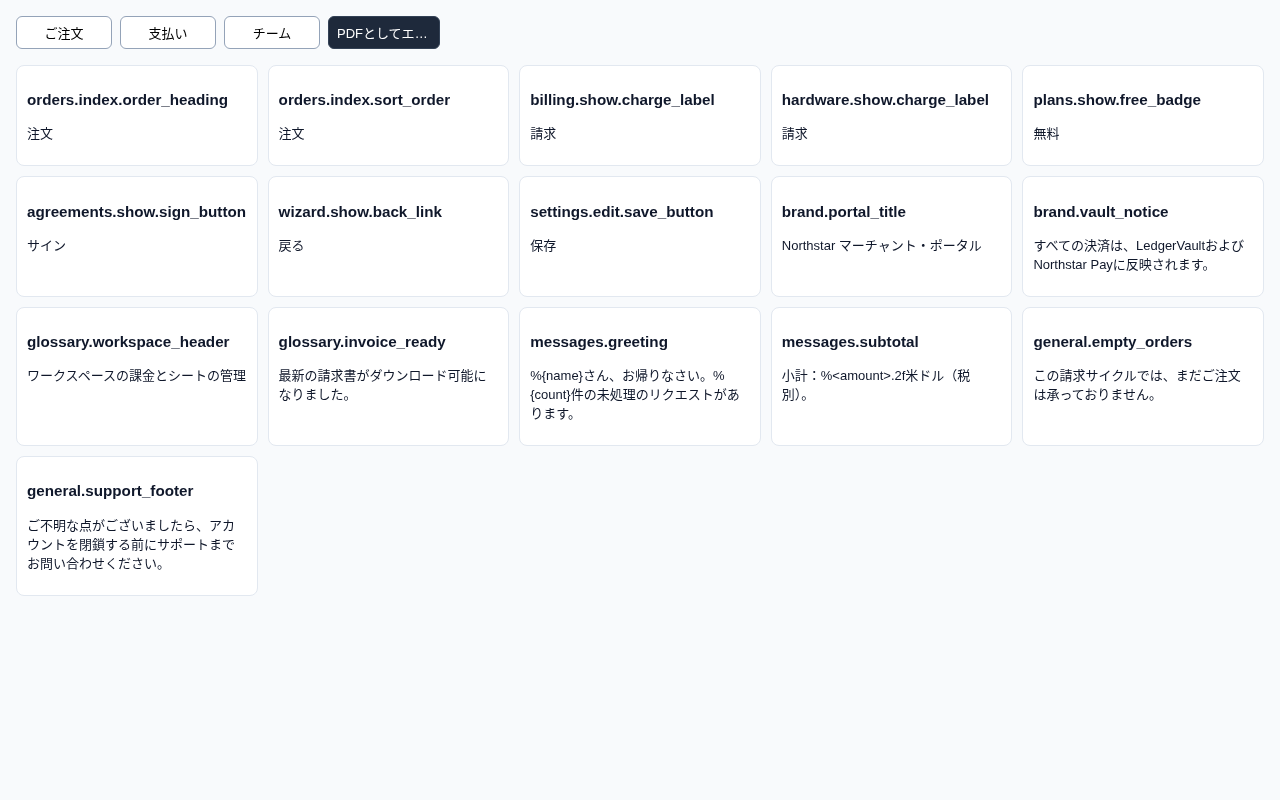 ご注文
支払い
チーム
PDFとしてエ…
orders.index.order_heading
注文
orders.index.sort_order
注文
billing.show.charge_label
請求
hardware.show.charge_label
請求
plans.show.free_badge
無料
agreements.show.sign_button
サイン
wizard.show.back_link
戻る
settings.edit.save_button
保存
brand.portal_title
Northstar マーチャント・ポータル
brand.vault_notice
すべての決済は、LedgerVaultおよび
Northstar Payに反映されます。
glossary.workspace_header
ワークスペースの課金とシートの管理
glossary.invoice_ready
最新の請求書がダウンロード可能に
なりました。
messages.greeting
%{name}さん、お帰りなさい。%
{count}件の未処理のリクエストがあ
ります。
messages.subtotal
小計：%<amount>.2f米ドル（税
別）。
general.empty_orders
この請求サイクルでは、まだご注文
は承っておりません。
general.support_footer
ご不明な点がございましたら、アカ
ウントを閉鎖する前にサポートまで
お問い合わせください。